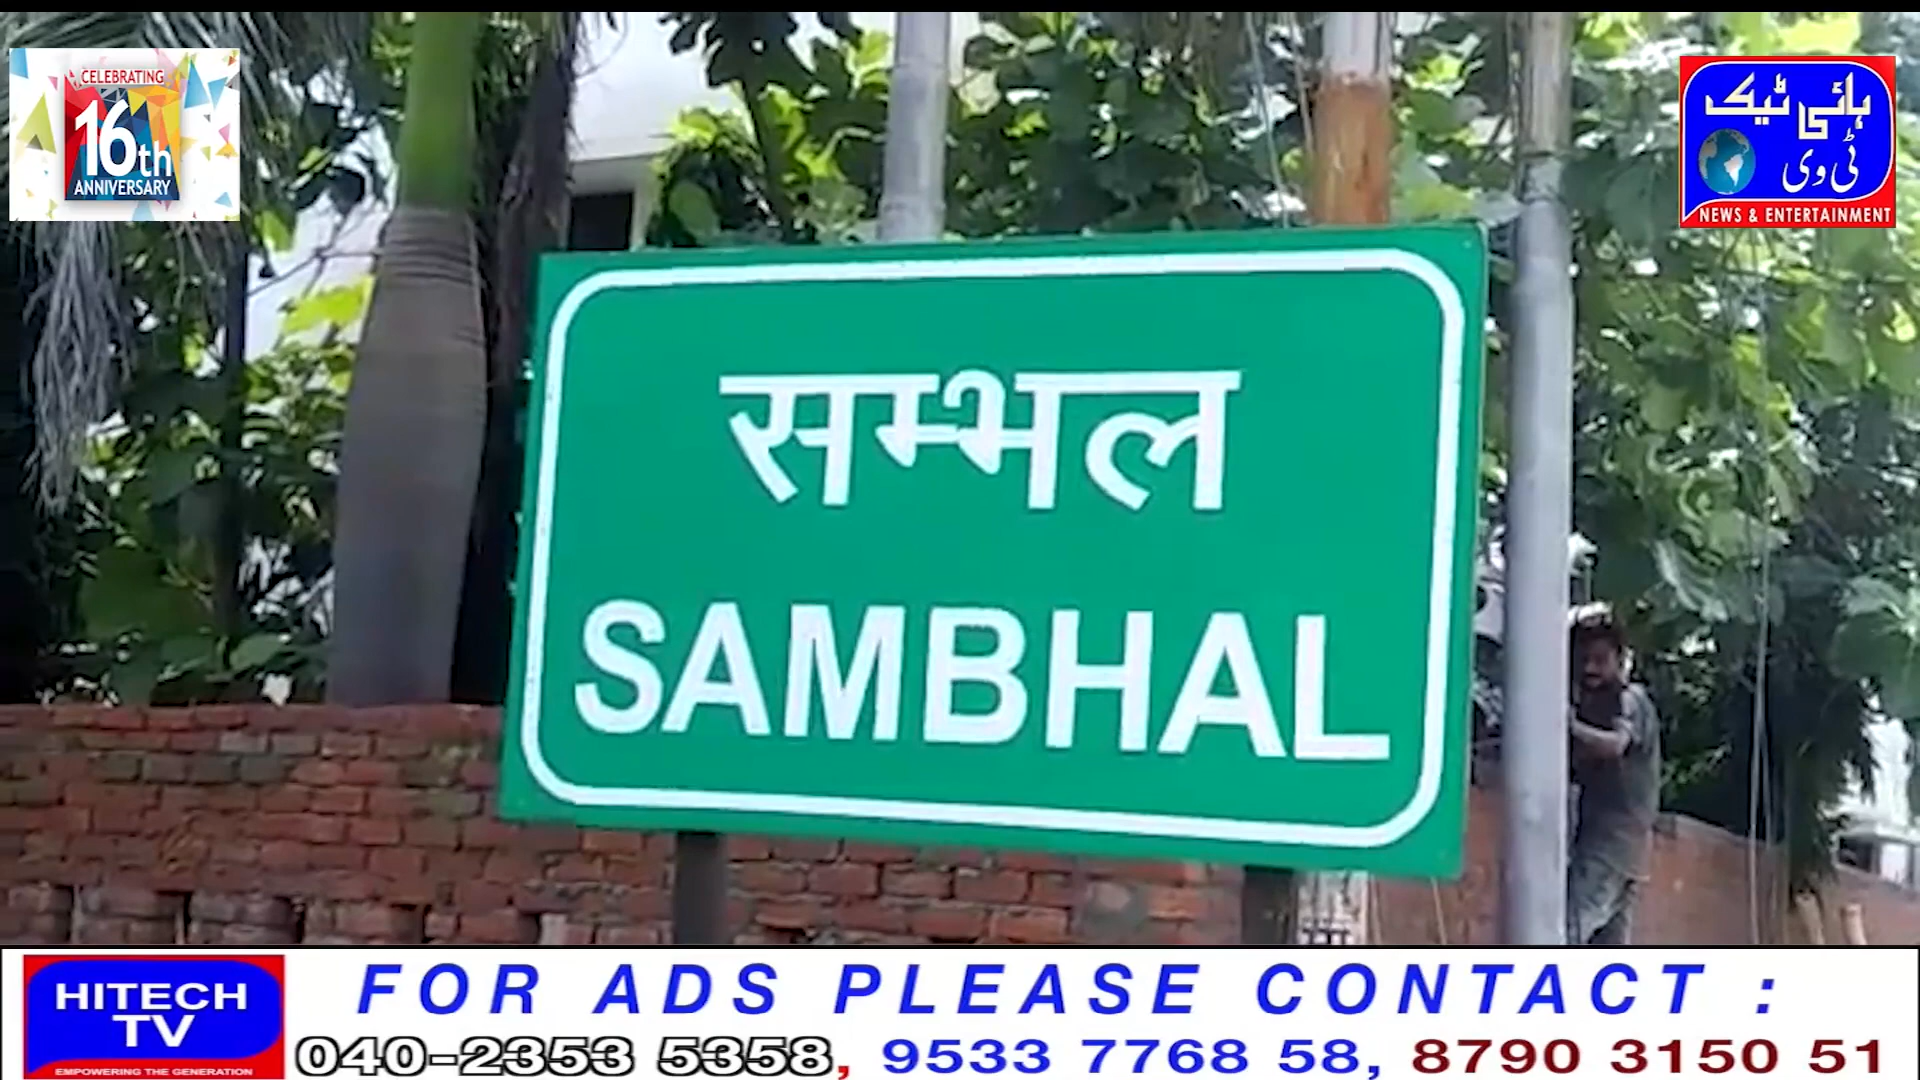 CELEBRATING
16th
ANNIVERSARY
ہائی ٹیک
ٹی وی
NEWS & ENTERTAINMENT
सम्भल
SAMBHAL
HITECH
TV
EMPOWERING THE GENERATION
FOR ADS PLEASE CONTACT :
040-2353 5358, 9533 7768 58, 8790 3150 51